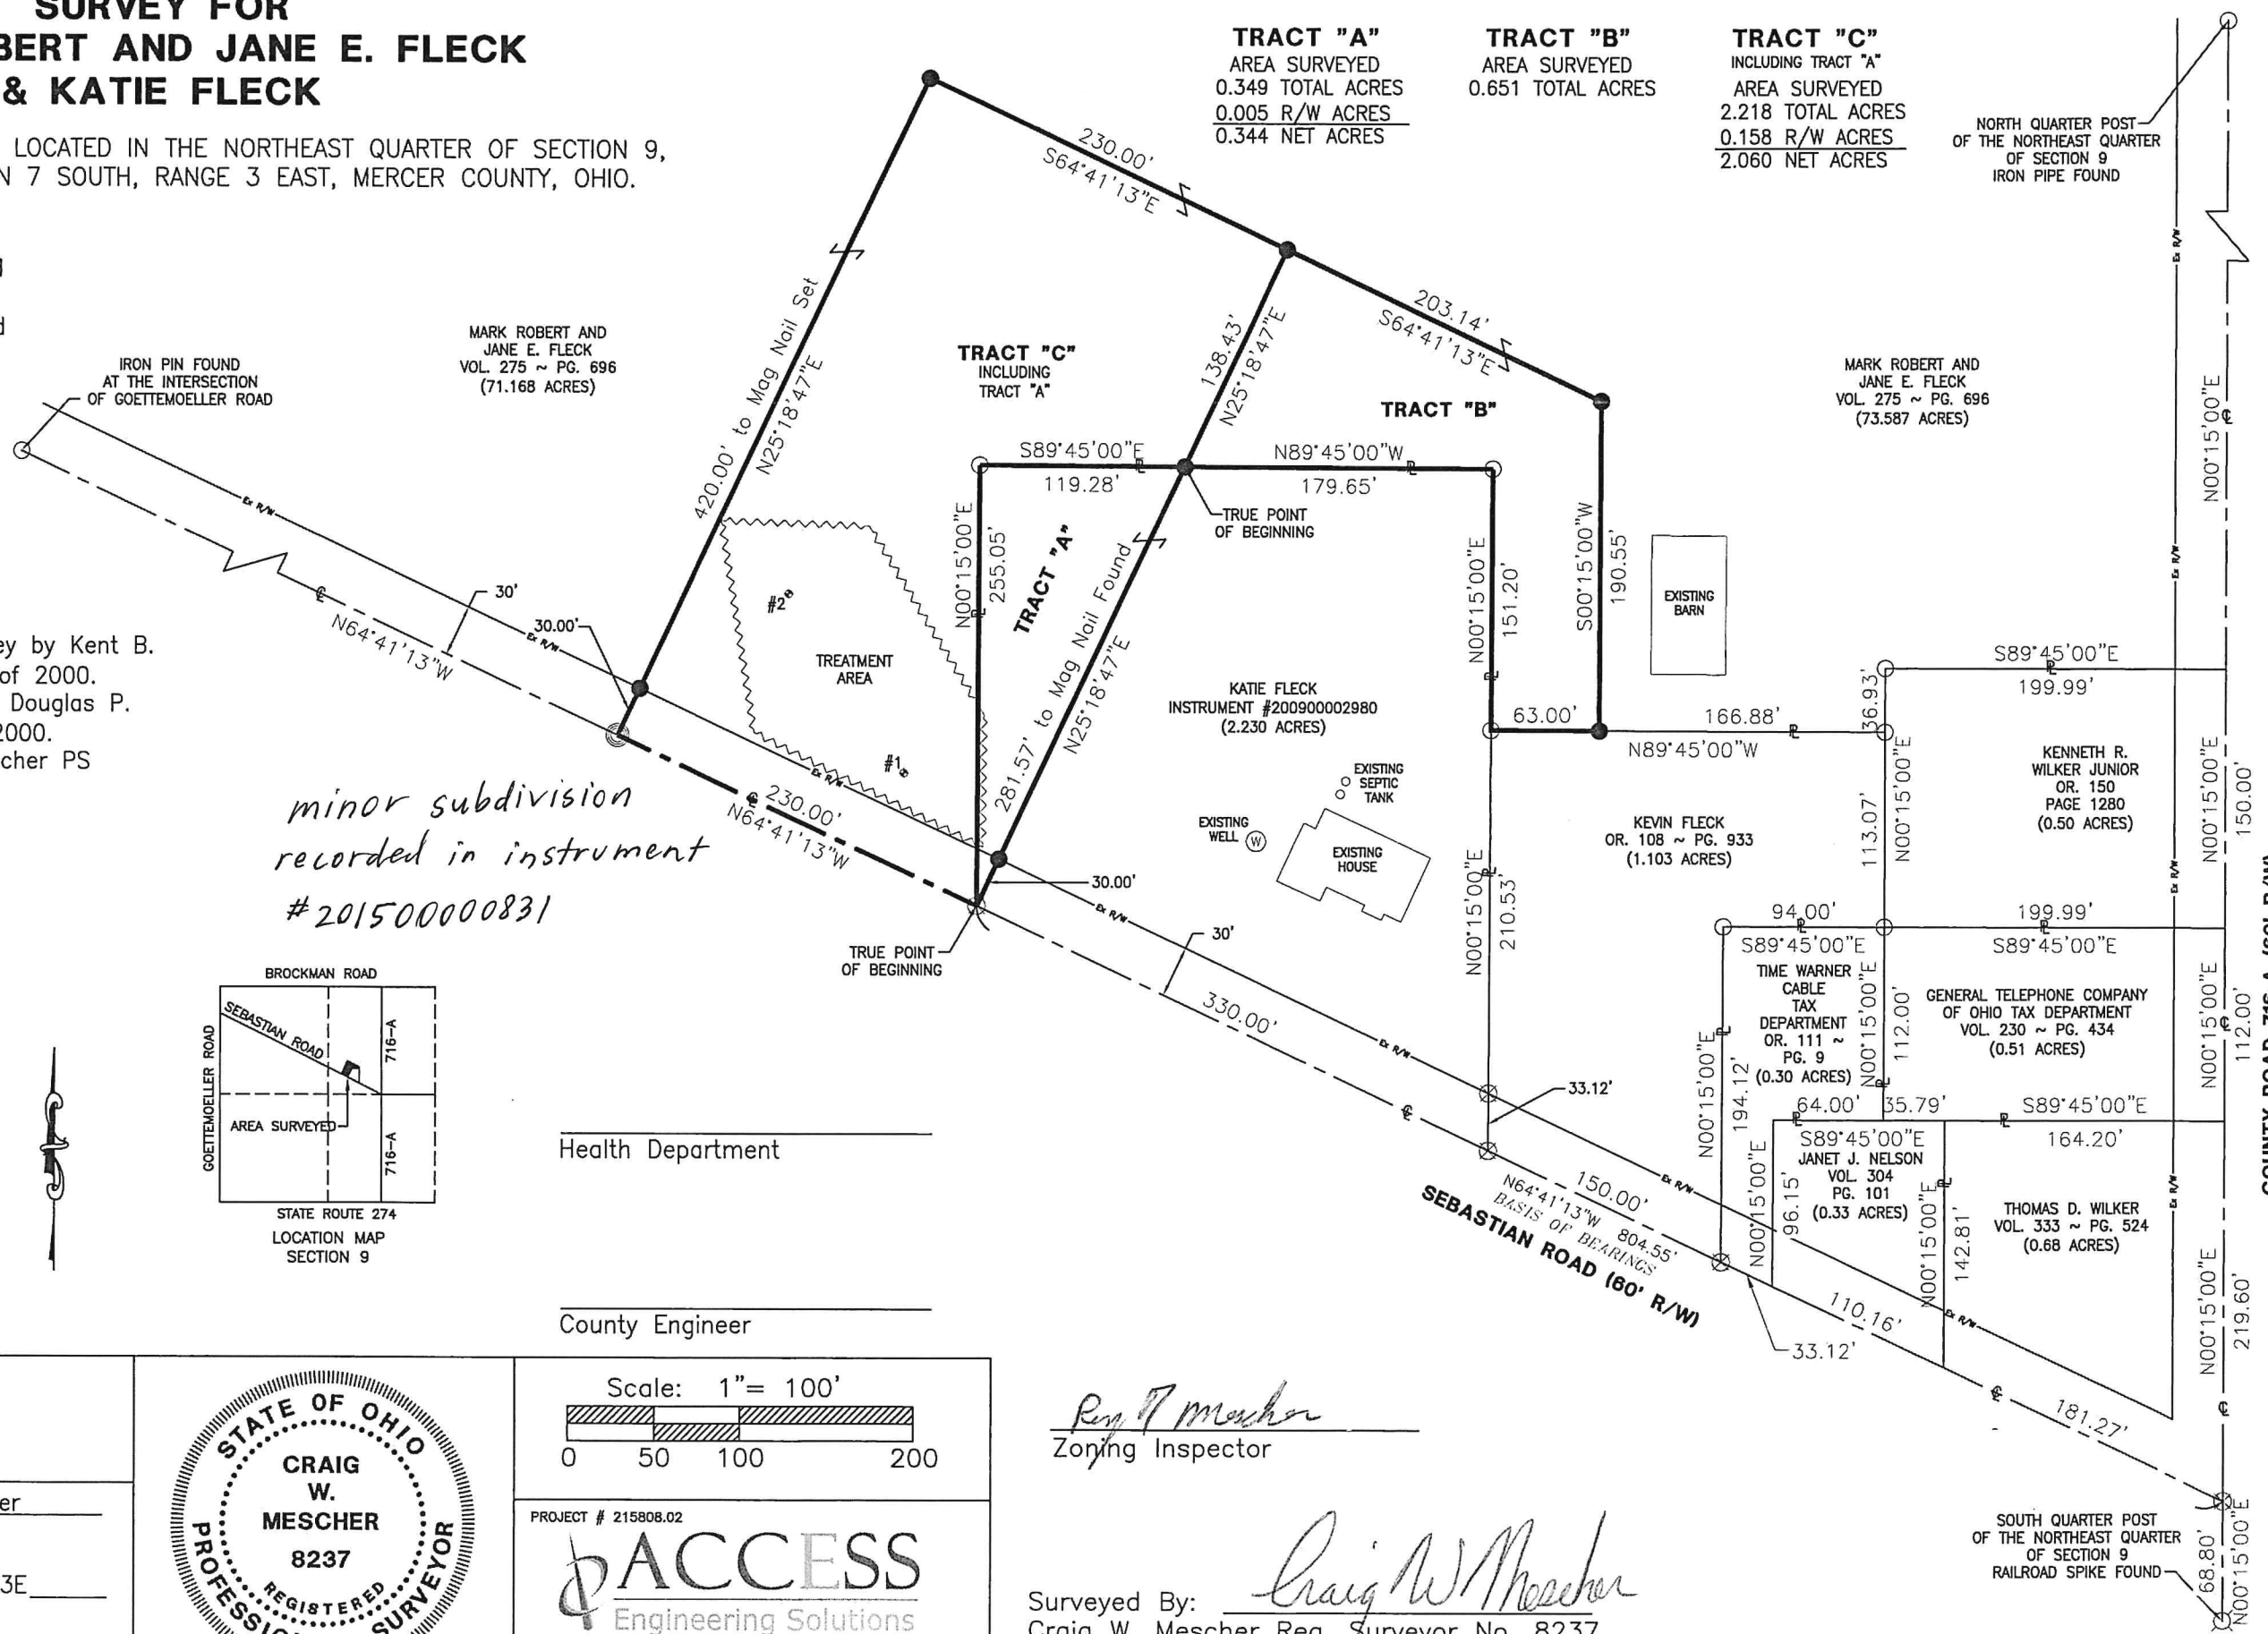 SURVEY FOR
BERT AND JANE E. FLECK
& KATIE FLECK
LOCATED IN THE NORTHEAST QUARTER OF SECTION 9,
N 7 SOUTH, RANGE 3 EAST, MERCER COUNTY, OHIO.
TRACT "A"
AREA SURVEYED
0.349 TOTAL ACRES
0.005 R/W ACRES
0.344 NET ACRES
TRACT "B"
AREA SURVEYED
0.651 TOTAL ACRES
TRACT "C"
INCLUDING TRACT "A"
AREA SURVEYED
2.218 TOTAL ACRES
0.158 R/W ACRES
2.060 NET ACRES
NORTH QUARTER POST
OF THE NORTHEAST QUARTER
OF SECTION 9
IRON PIPE FOUND
IRON PIN FOUND
AT THE INTERSECTION
OF GOETTEMOELLER ROAD
MARK ROBERT AND
JANE E. FLECK
VOL. 275 ~ PG. 696
(71.168 ACRES)
230.00'
S64°41'13"E
420.00' to Mag Nail Set
N25°18'47"E
TRACT "C"
INCLUDING
TRACT "A"
138.43'
N25°18'47"E
203.14'
S64°41'13"E
TRACT "B"
MARK ROBERT AND
JANE E. FLECK
VOL. 275 ~ PG. 696
(73.587 ACRES)
N00°15'00"E
Ex R/W
Ex R/W
Ex R/W
Ex R/W
S89°45'00"E
119.28'
N89°45'00"W
179.65'
TRUE POINT
OF BEGINNING
N00°15'00"E
255.05'
TRACT "A"
281.57' to Mag Nail Found
N25°18'47"E
N00°15'00"E
151.20'
S00°15'00"W
190.55'
EXISTING
BARN
Ex R/W
30'
N64°41'13"W
30.00'
Ex R/W
#2
TREATMENT
AREA
#1
Ex R/W
230.00'
N64°41'13"W
30.00'
TRUE POINT
OF BEGINNING
KATIE FLECK
INSTRUMENT #200900002980
(2.230 ACRES)
EXISTING
SEPTIC
TANK
EXISTING
WELL
W
EXISTING
HOUSE
63.00'
166.88'
N89°45'00"W
36.93'
S89°45'00"E
199.99'
KENNETH R.
WILKER JUNIOR
OR. 150
PAGE 1280
(0.50 ACRES)
N00°15'00"E
150.00'
KEVIN FLECK
OR. 108 ~ PG. 933
(1.103 ACRES)
113.07'
N00°15'00"E
N00°15'00"E
210.53'
94.00'
S89°45'00"E
199.99'
S89°45'00"E
TIME WARNER
CABLE
TAX
DEPARTMENT
OR. 111 ~
PG. 9
(0.30 ACRES)
N00°15'00"E
112.00'
GENERAL TELEPHONE COMPANY
OF OHIO TAX DEPARTMENT
VOL. 230 ~ PG. 434
(0.51 ACRES)
N00°15'00"E
112.00'
COUNTY ROAD 716-A (60' R/W)
Ex R/W
30'
330.00'
Ex R/W
33.12'
N00°15'00"E
194.12'
64.00'
35.79'
S89°45'00"E
S89°45'00"E
164.20'
JANET J. NELSON
VOL. 304
PG. 101
(0.33 ACRES)
N00°15'00"E
96.15'
N00°15'00"E
142.81'
THOMAS D. WILKER
VOL. 333 ~ PG. 524
(0.68 ACRES)
150.00'
Ex R/W
N64°41'13"W 804.55'
BASIS OF BEARINGS
SEBASTIAN ROAD (60' R/W)
110.16'
Ex R/W
33.12'
181.27'
N00°15'00"E
219.60'
SOUTH QUARTER POST
OF THE NORTHEAST QUARTER
OF SECTION 9
RAILROAD SPIKE FOUND
68.80'
N00°15'00"E
ey by Kent B.
of 2000.
Douglas P.
2000.
cher PS
minor subdivision
recorded in instrument
#201500000831
BROCKMAN ROAD
SEBASTIAN ROAD
GOETTEMOELLER ROAD
716-A
AREA SURVEYED
716-A
STATE ROUTE 274
LOCATION MAP
SECTION 9
Health Department
County Engineer
Scale: 1"= 100'
0 50 100 200
STATE OF OHIO
CRAIG
W.
MESCHER
8237
REGISTERED
PROFESSIONAL SURVEYOR
er
3E
PROJECT # 215808.02
ACCESS
Engineering Solutions
Mescher
Zoning Inspector
Craig W Mescher
Surveyed By:
Craig W. Mescher Reg. Surveyor No. 8237